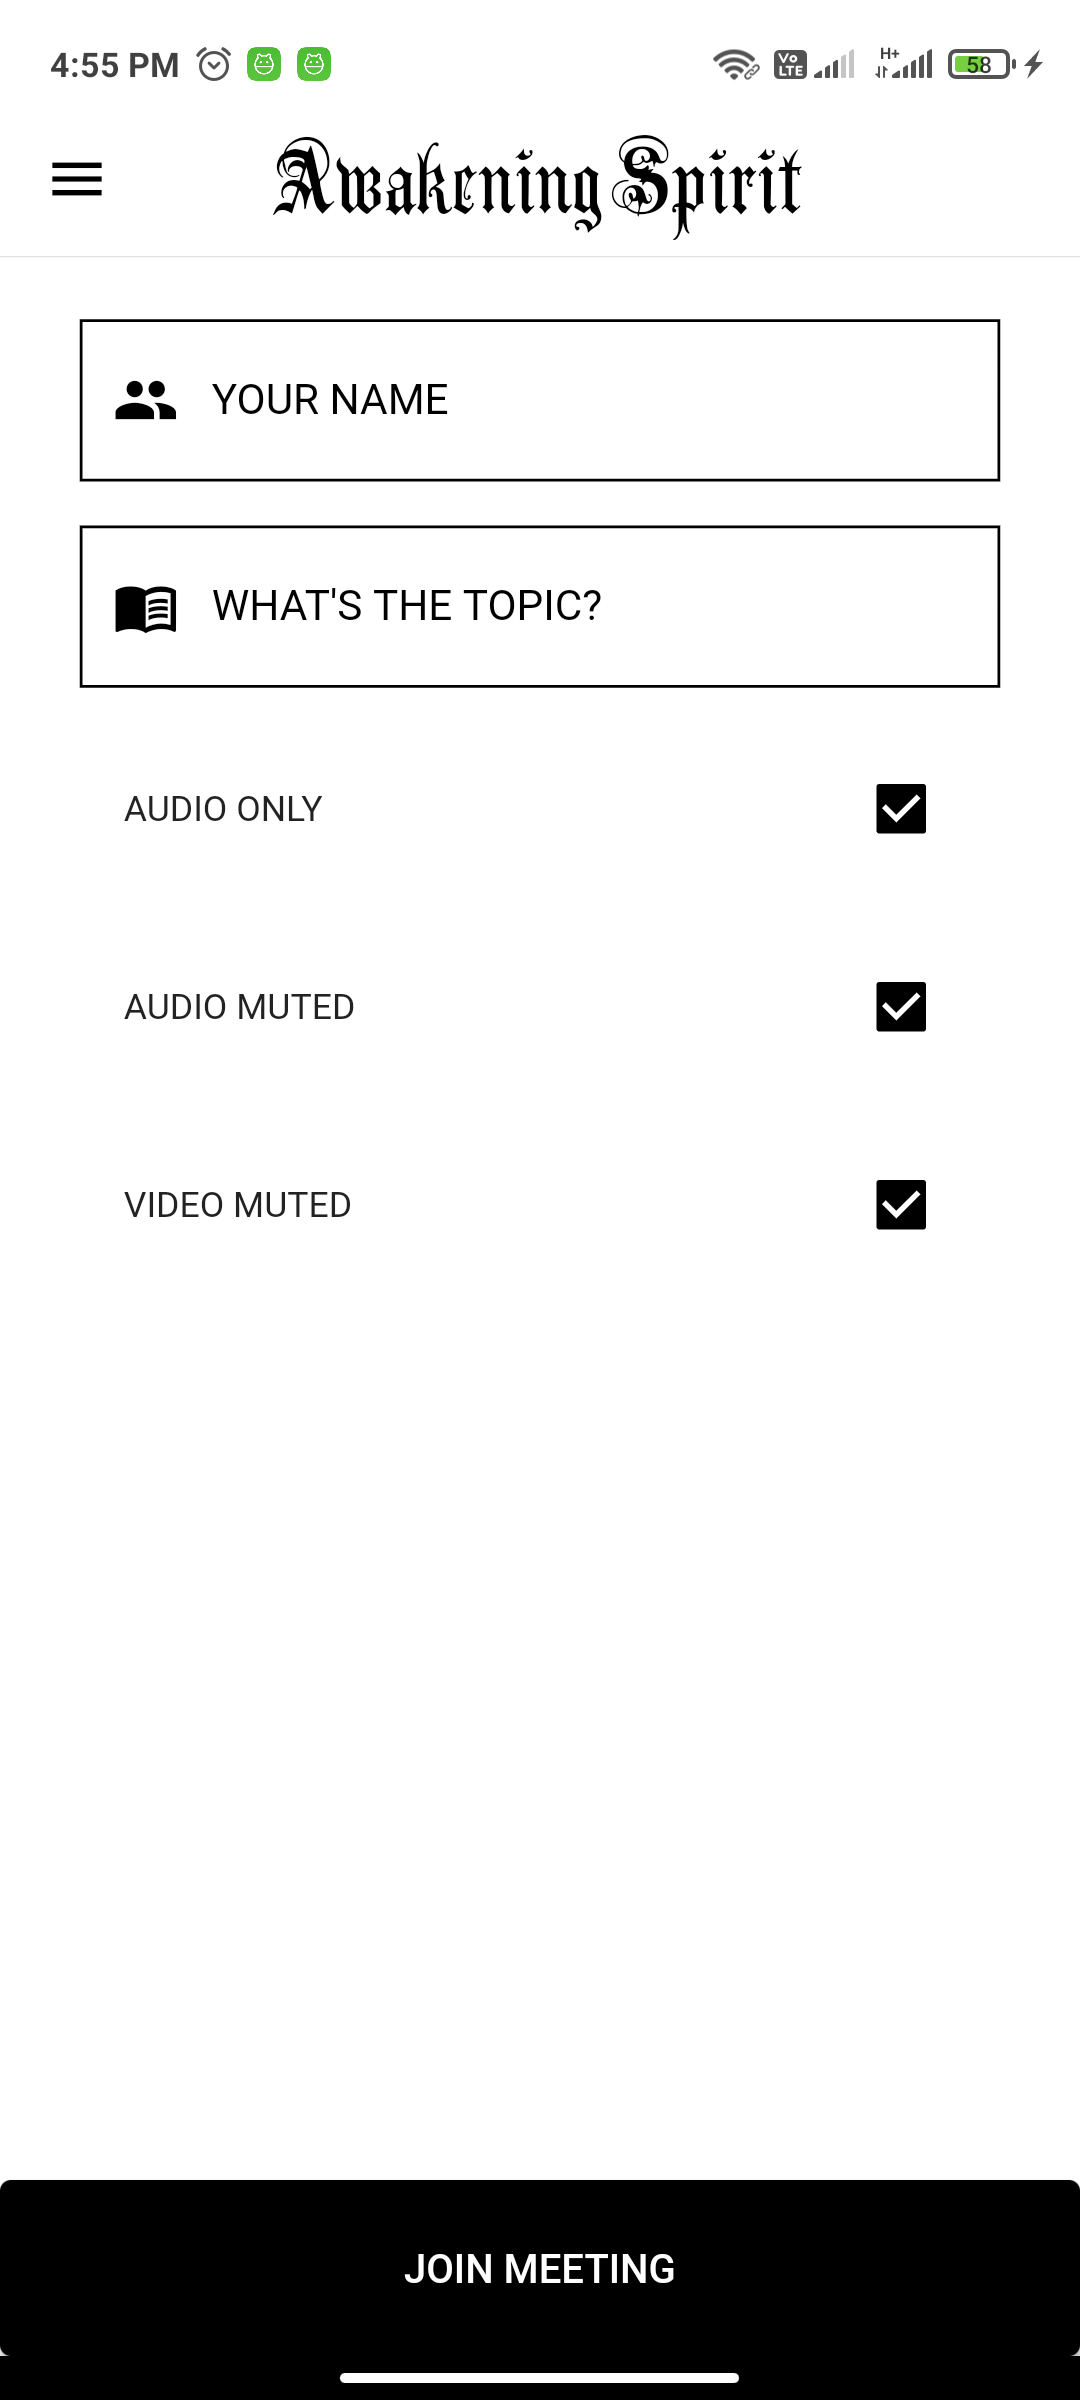 4:55 PM
Vo LTE
H+
58
Awakening Spirit
YOUR NAME
WHAT'S THE TOPIC?
AUDIO ONLY
AUDIO MUTED
VIDEO MUTED
JOIN MEETING